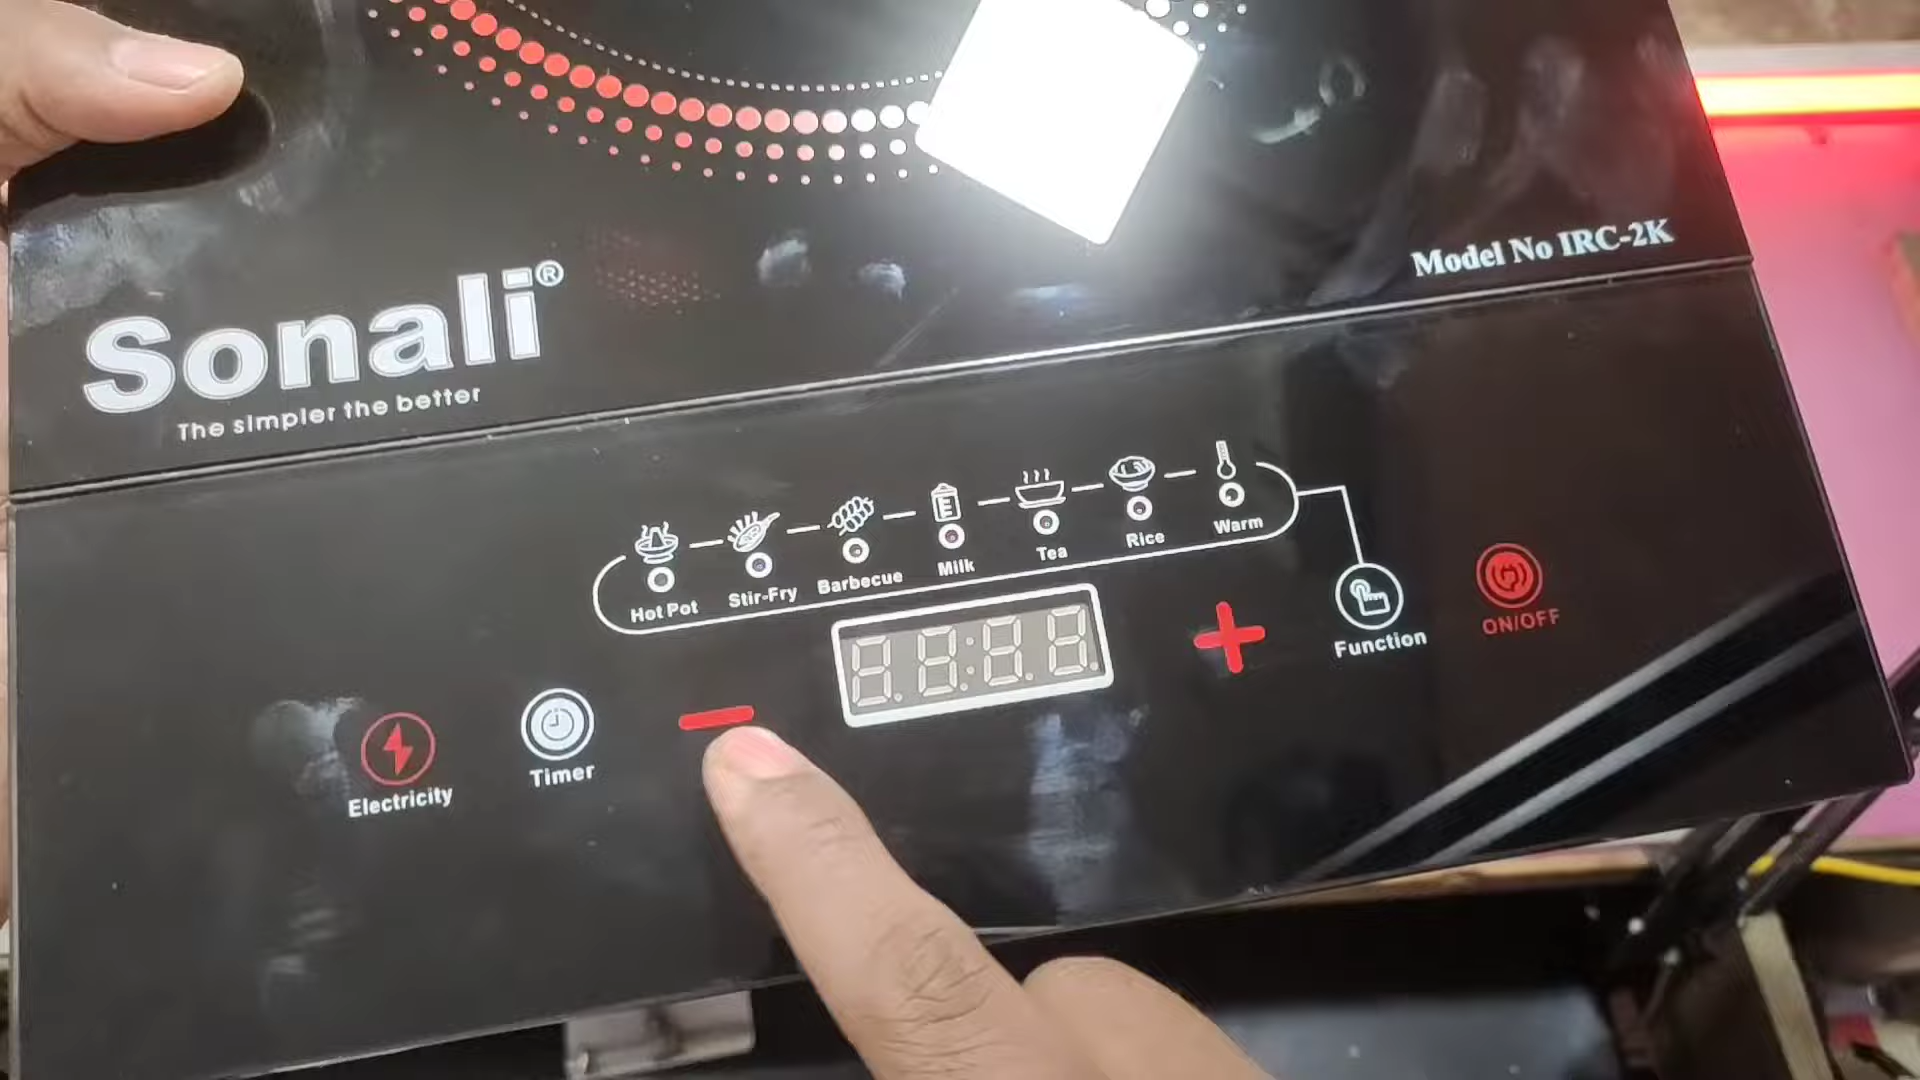 Model No IRC-2K
Sonali®
The simpler the better
Hot Pot
Stir-Fry
Barbecue
Milk
Tea
Rice
Warm
Electricity
Timer
Function
ON/OFF